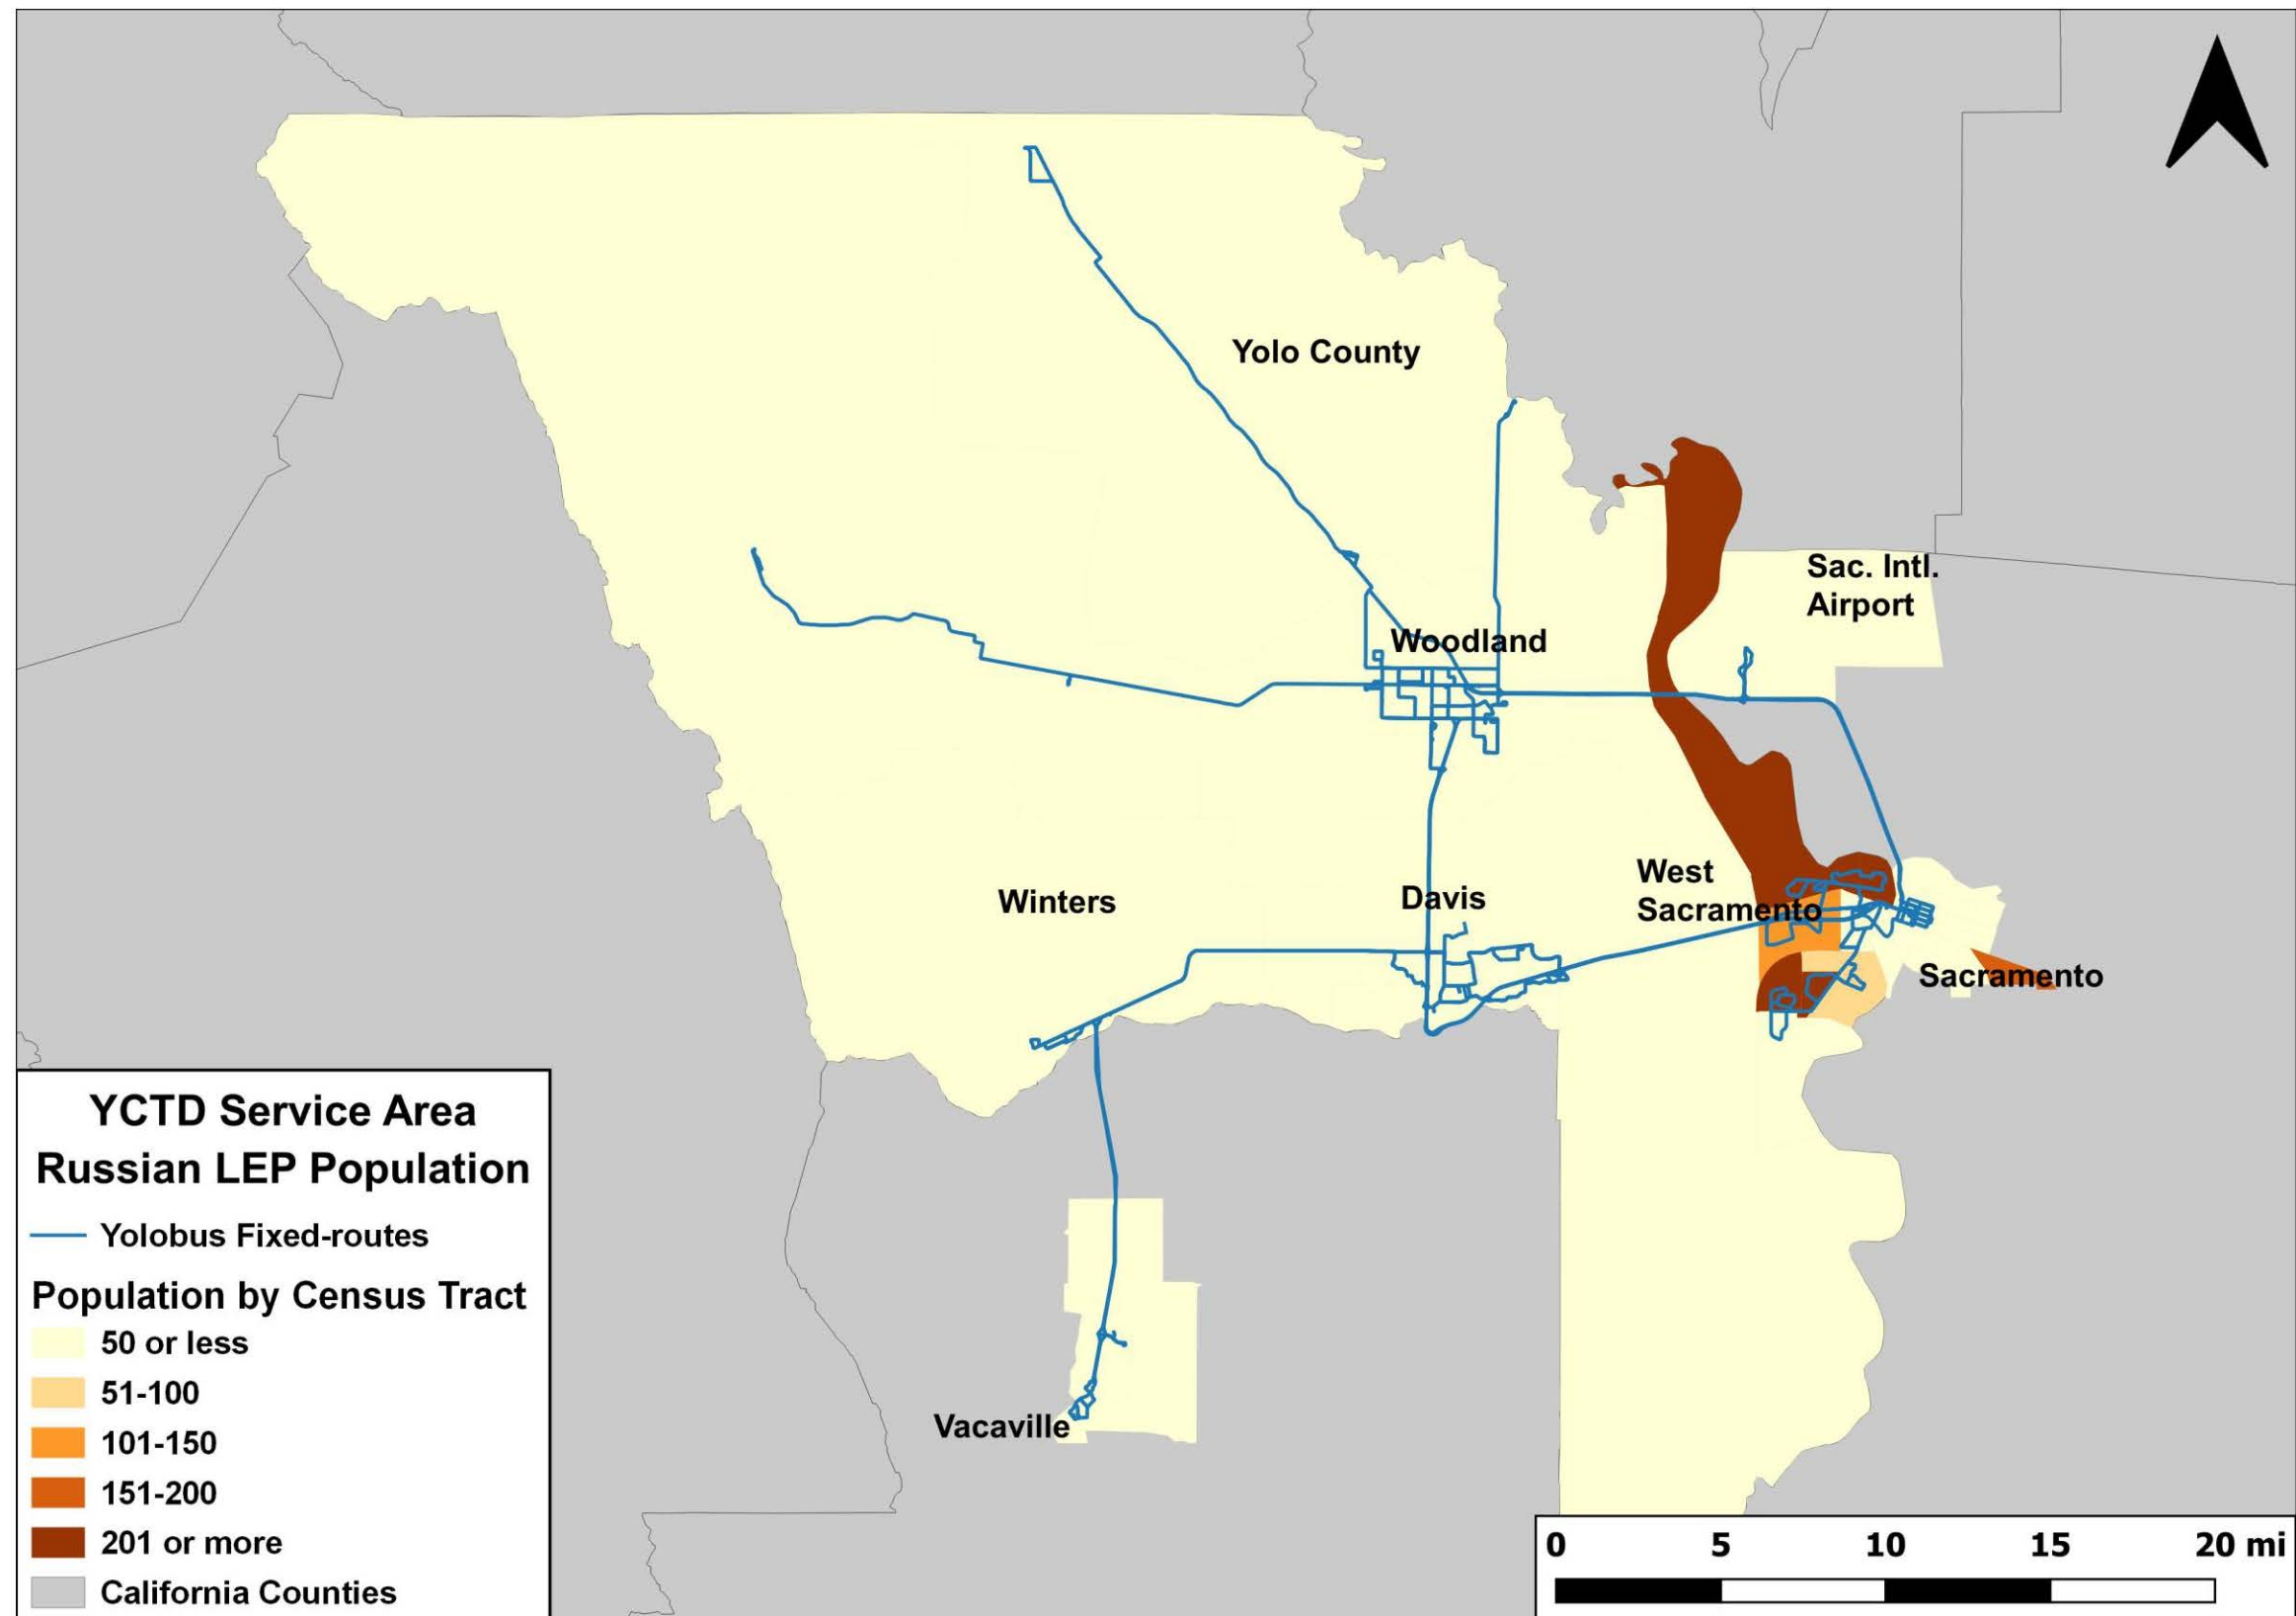 Yolo County
Sac. Intl.
Airport
Woodland
West
Sacramento
Winters
Davis
Sacramento
Vacaville
YCTD Service Area
Russian LEP Population
Yolobus Fixed-routes
Population by Census Tract
50 or less
51-100
101-150
151-200
201 or more
California Counties
0 5 10 15 20 mi